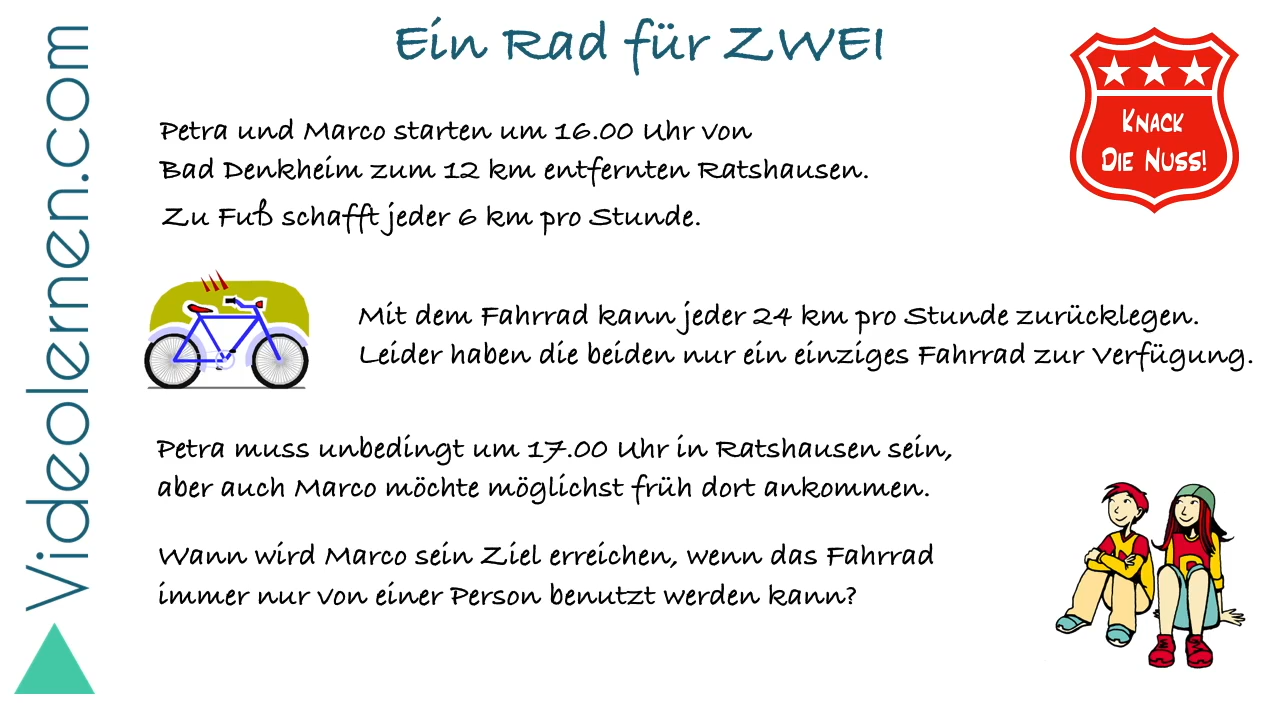 Ein Rad für ZWEI
Knack
Die Nuss!
Petra und Marco starten um 16.00 Uhr von
Bad Denkheim zum 12 km entfernten Ratshausen.
Zu Fuß schafft jeder 6 km pro Stunde.
Mit dem Fahrrad kann jeder 24 km pro Stunde zurücklegen.
Leider haben die beiden nur ein einziges Fahrrad zur Verfügung.
Petra muss unbedingt um 17.00 Uhr in Ratshausen sein,
aber auch Marco möchte möglichst früh dort ankommen.
Wann wird Marco sein Ziel erreichen, wenn das Fahrrad
immer nur von einer Person benutzt werden kann?
Videolernen.com